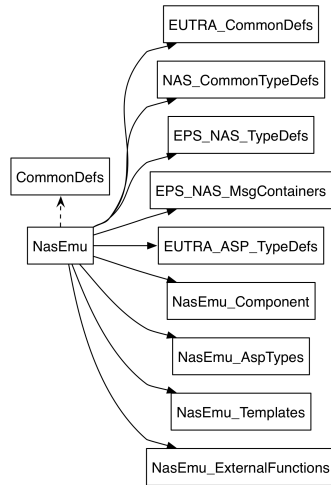 EUTRA_CommonDefs
NAS_CommonTypeDefs
EPS_NAS_TypeDefs
CommonDefs
EPS_NAS_MsgContainers
NasEmu
EUTRA_ASP_TypeDefs
NasEmu_Component
NasEmu_AspTypes
NasEmu_Templates
NasEmu_ExternalFunctions